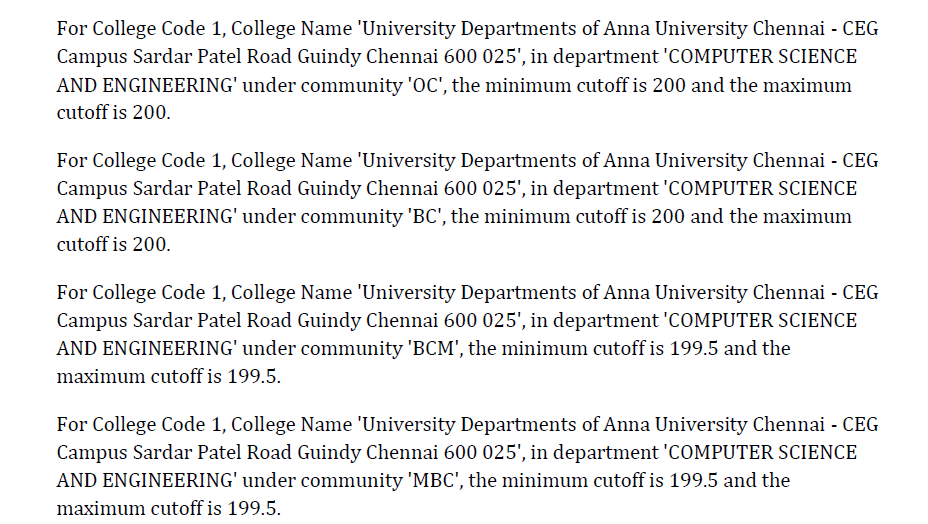 For College Code 1, College Name 'University Departments of Anna University Chennai - CEG
Campus Sardar Patel Road Guindy Chennai 600 025', in department 'COMPUTER SCIENCE
AND ENGINEERING' under community 'OC', the minimum cutoff is 200 and the maximum
cutoff is 200.
For College Code 1, College Name 'University Departments of Anna University Chennai - CEG
Campus Sardar Patel Road Guindy Chennai 600 025', in department 'COMPUTER SCIENCE
AND ENGINEERING' under community 'BC', the minimum cutoff is 200 and the maximum
cutoff is 200.
For College Code 1, College Name 'University Departments of Anna University Chennai - CEG
Campus Sardar Patel Road Guindy Chennai 600 025', in department 'COMPUTER SCIENCE
AND ENGINEERING' under community 'BCM', the minimum cutoff is 199.5 and the
maximum cutoff is 199.5.
For College Code 1, College Name 'University Departments of Anna University Chennai - CEG
Campus Sardar Patel Road Guindy Chennai 600 025', in department 'COMPUTER SCIENCE
AND ENGINEERING' under community 'MBC', the minimum cutoff is 199.5 and the
maximum cutoff is 199.5.